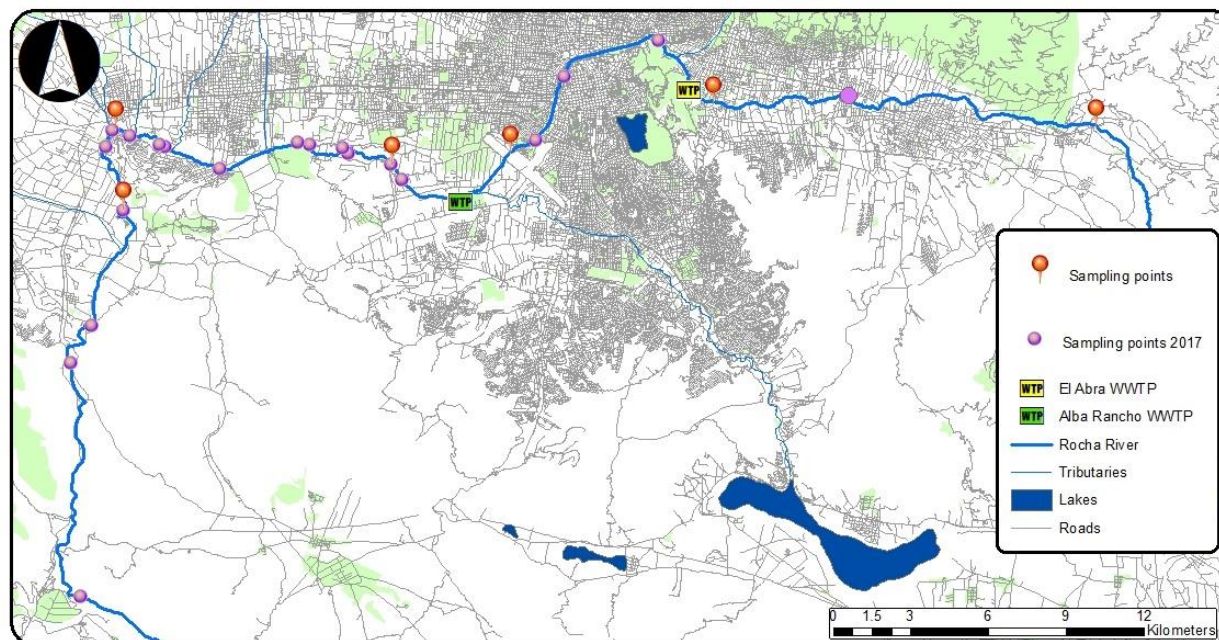 WTP
WTP
Sampling points
Sampling points 2017
WTP El Abra WWTP
WTP Alba Rancho WWTP
Rocha River
Tributaries
Lakes
Roads
0 1.5 3 6 9 12
Kilometers